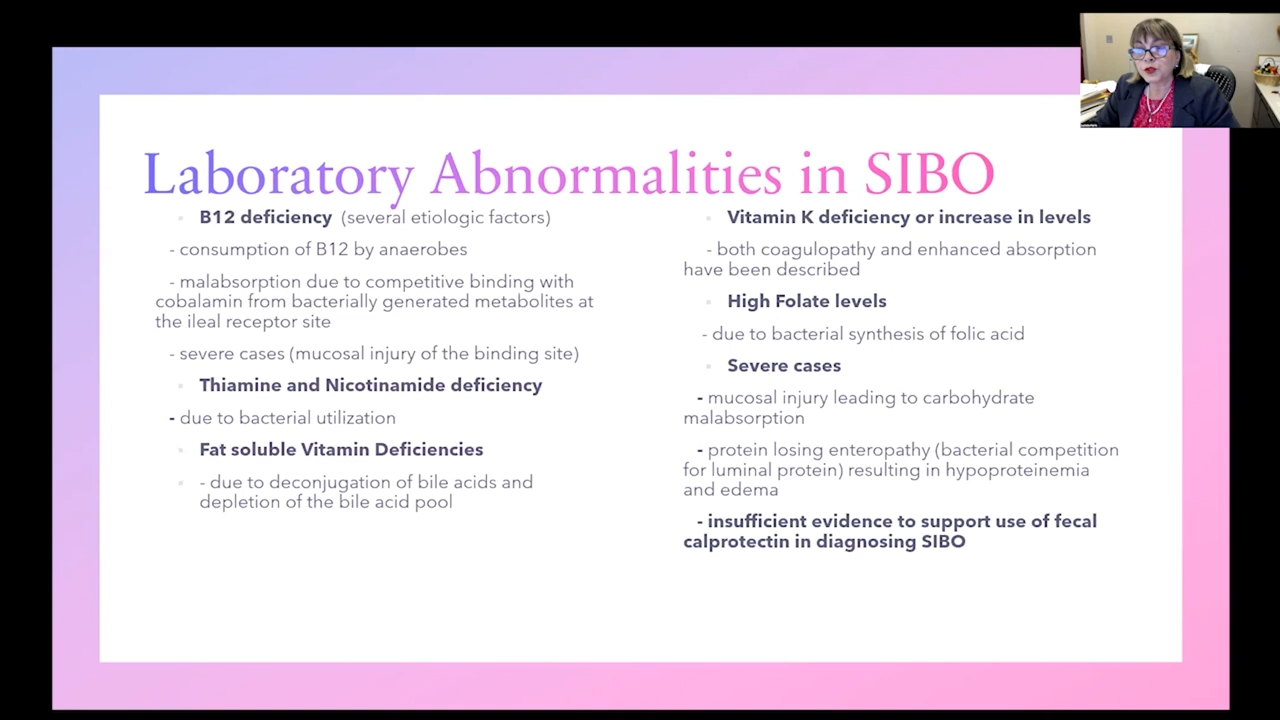 Laboratory Abnormalities in SIBO
B12 deficiency (several etiologic factors)
- consumption of B12 by anaerobes
- malabsorption due to competitive binding with
cobalamin from bacterially generated metabolites at
the ileal receptor site
- severe cases (mucosal injury of the binding site)
Thiamine and Nicotinamide deficiency
- due to bacterial utilization
Fat soluble Vitamin Deficiencies
- due to deconjugation of bile acids and
depletion of the bile acid pool
Vitamin K deficiency or increase in levels
- both coagulopathy and enhanced absorption
have been described
High Folate levels
- due to bacterial synthesis of folic acid
Severe cases
- mucosal injury leading to carbohydrate
malabsorption
- protein losing enteropathy (bacterial competition
for luminal protein) resulting in hypoproteinemia
and edema
- insufficient evidence to support use of fecal
calprotectin in diagnosing SIBO